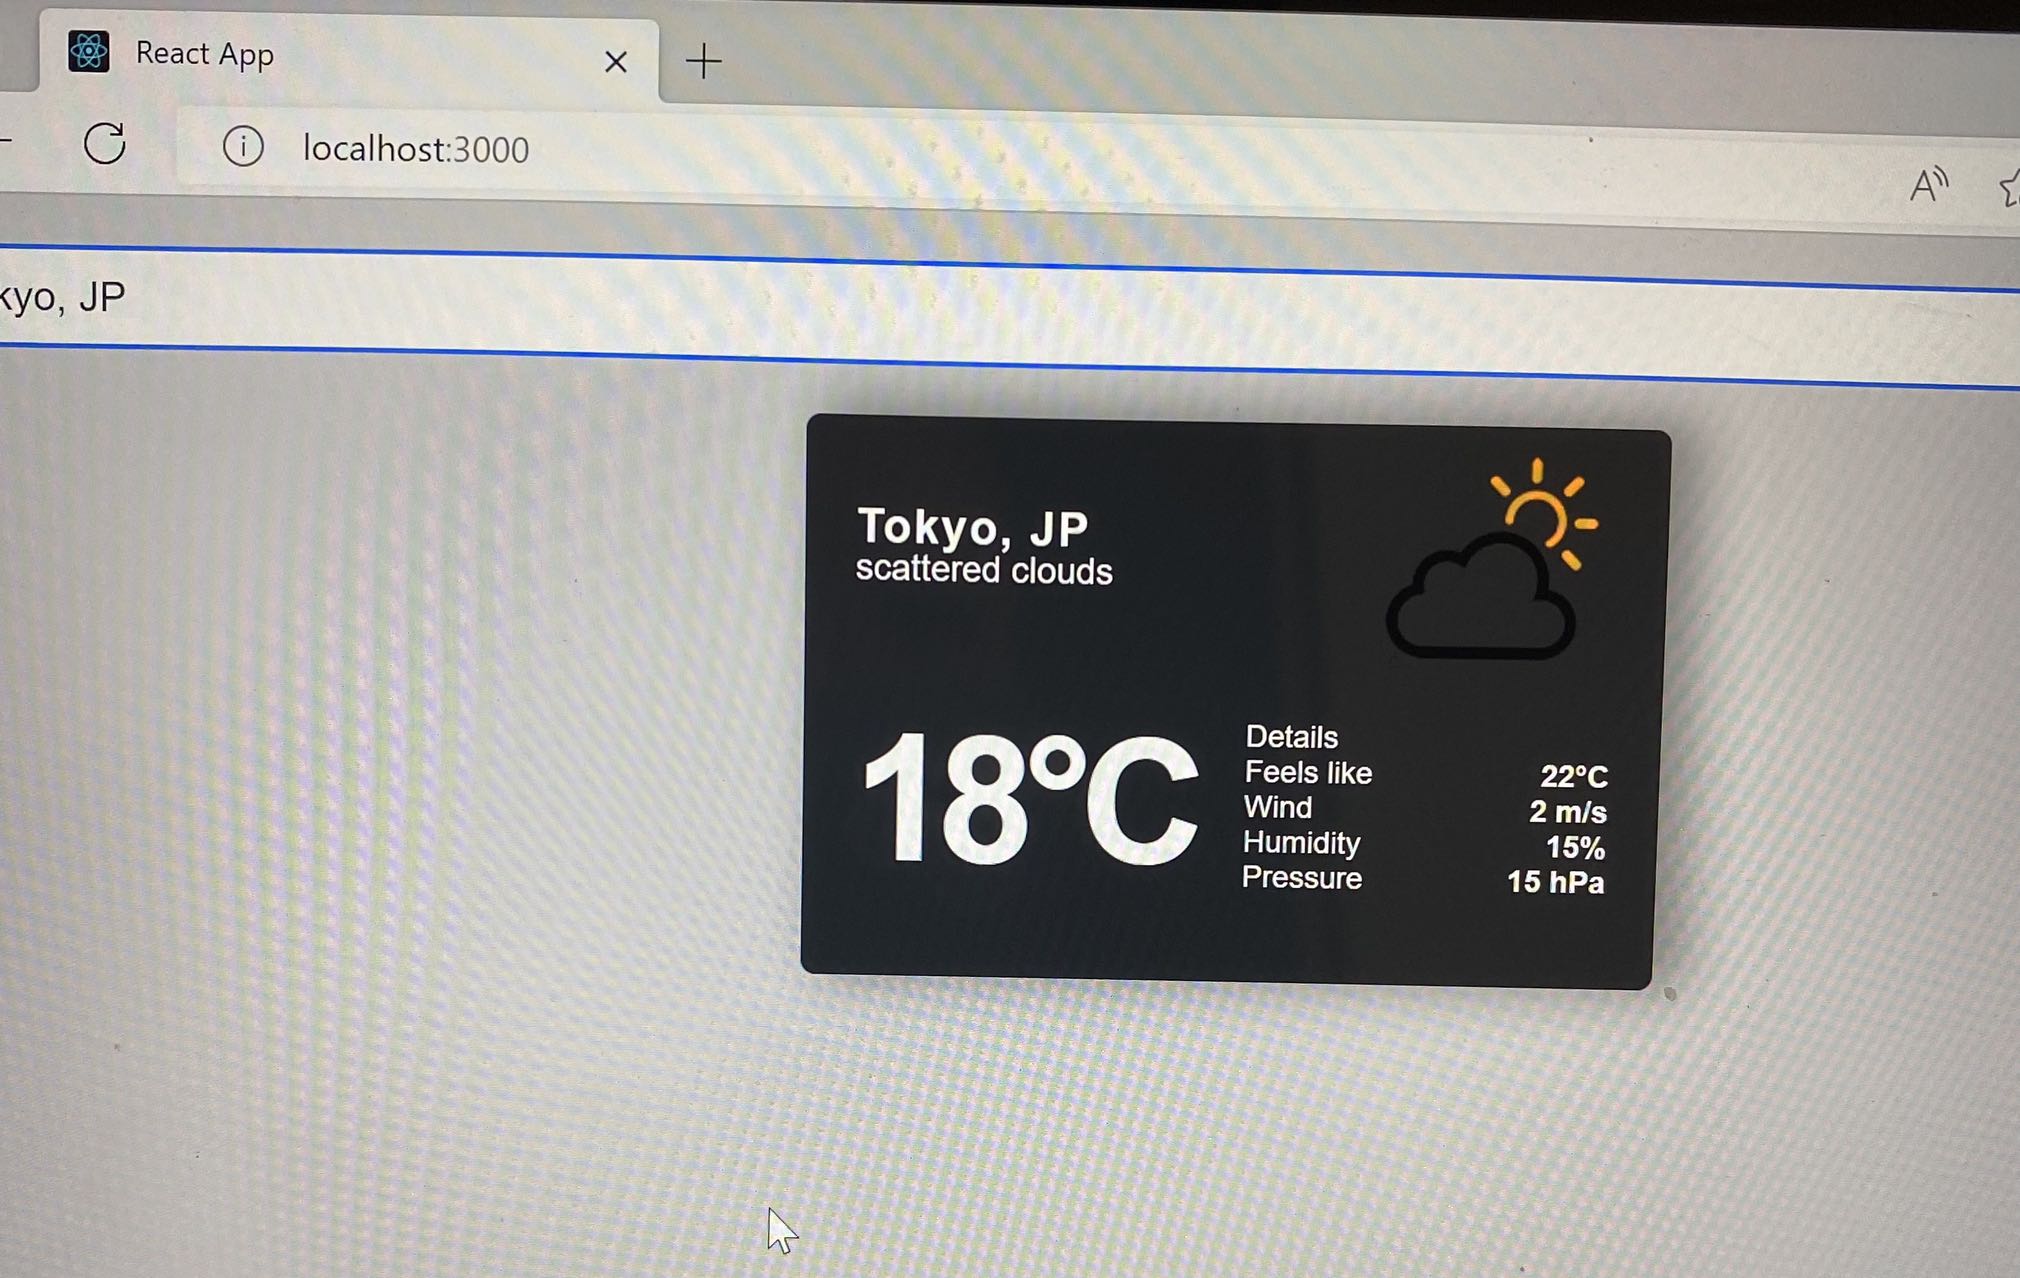 React App
localhost:3000
kyo, JP
Tokyo, JP
scattered clouds
18°C
Details
Feels like 22°C
Wind 2 m/s
Humidity 15%
Pressure 15 hPa